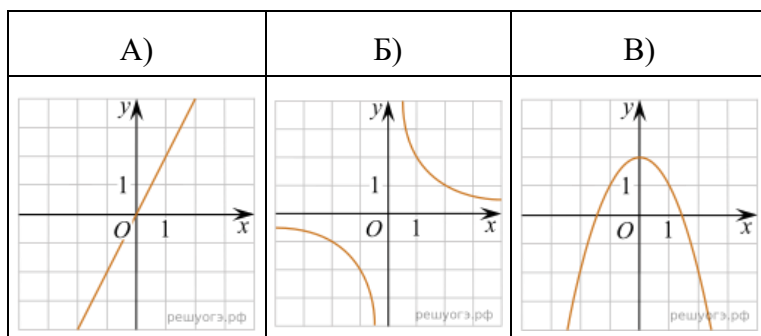 А) Б) В)
y y y
1 1 1
O 1 x O 1 x O 1 x
решуогэ.рф решуогэ.рф решуогэ.рф